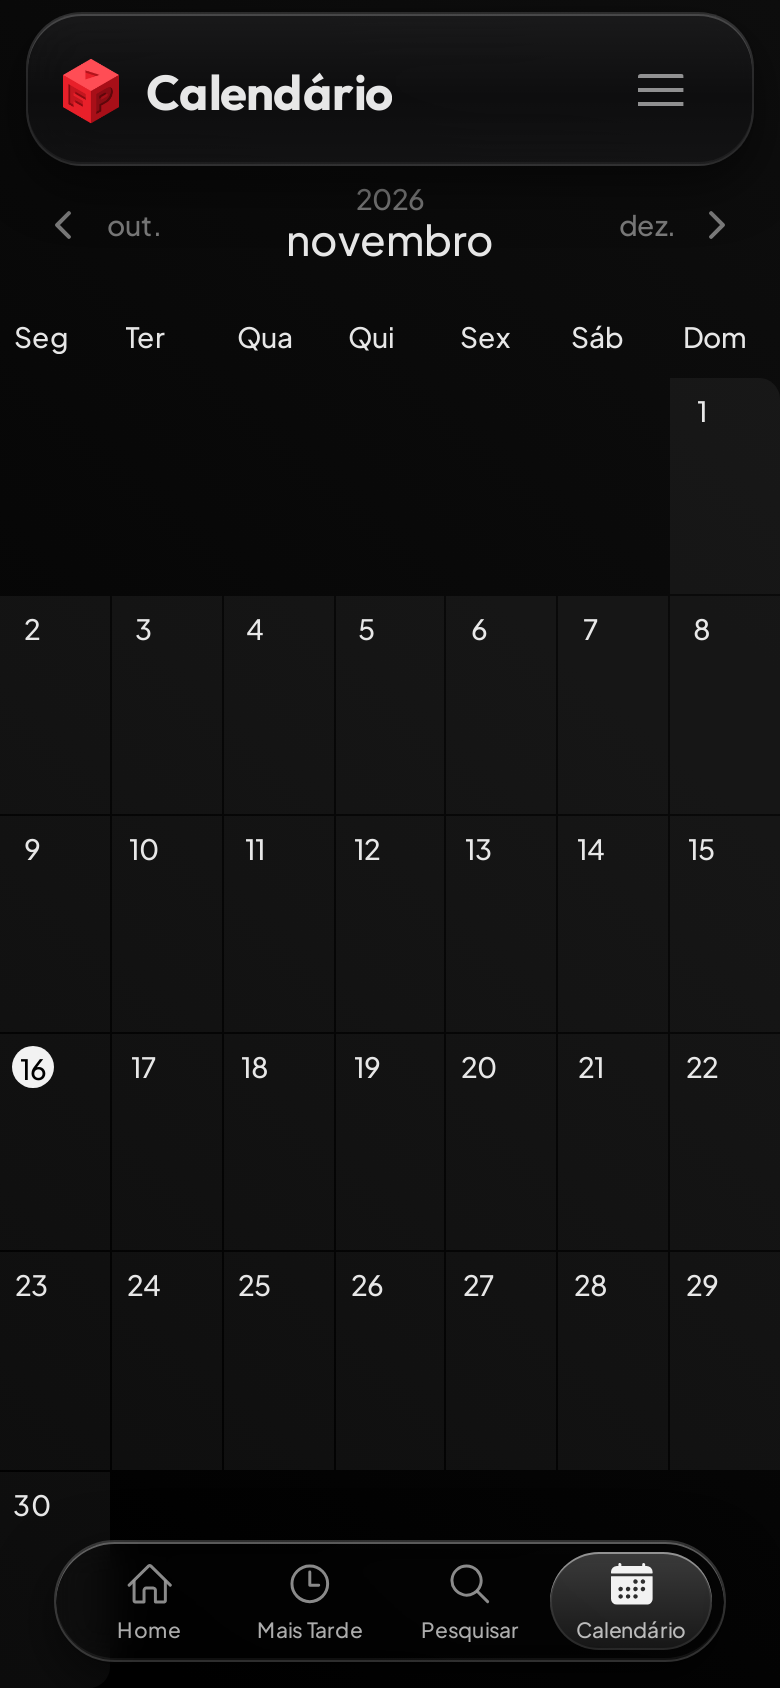 Calendário
2026
out. novembro dez.
Seg Ter Qua Qui Sex Sáb Dom
1
2 3 4 5 6 7 8
9 10 11 12 13 14 15
16 17 18 19 20 21 22
23 24 25 26 27 28 29
30
Home Mais Tarde Pesquisar Calendário